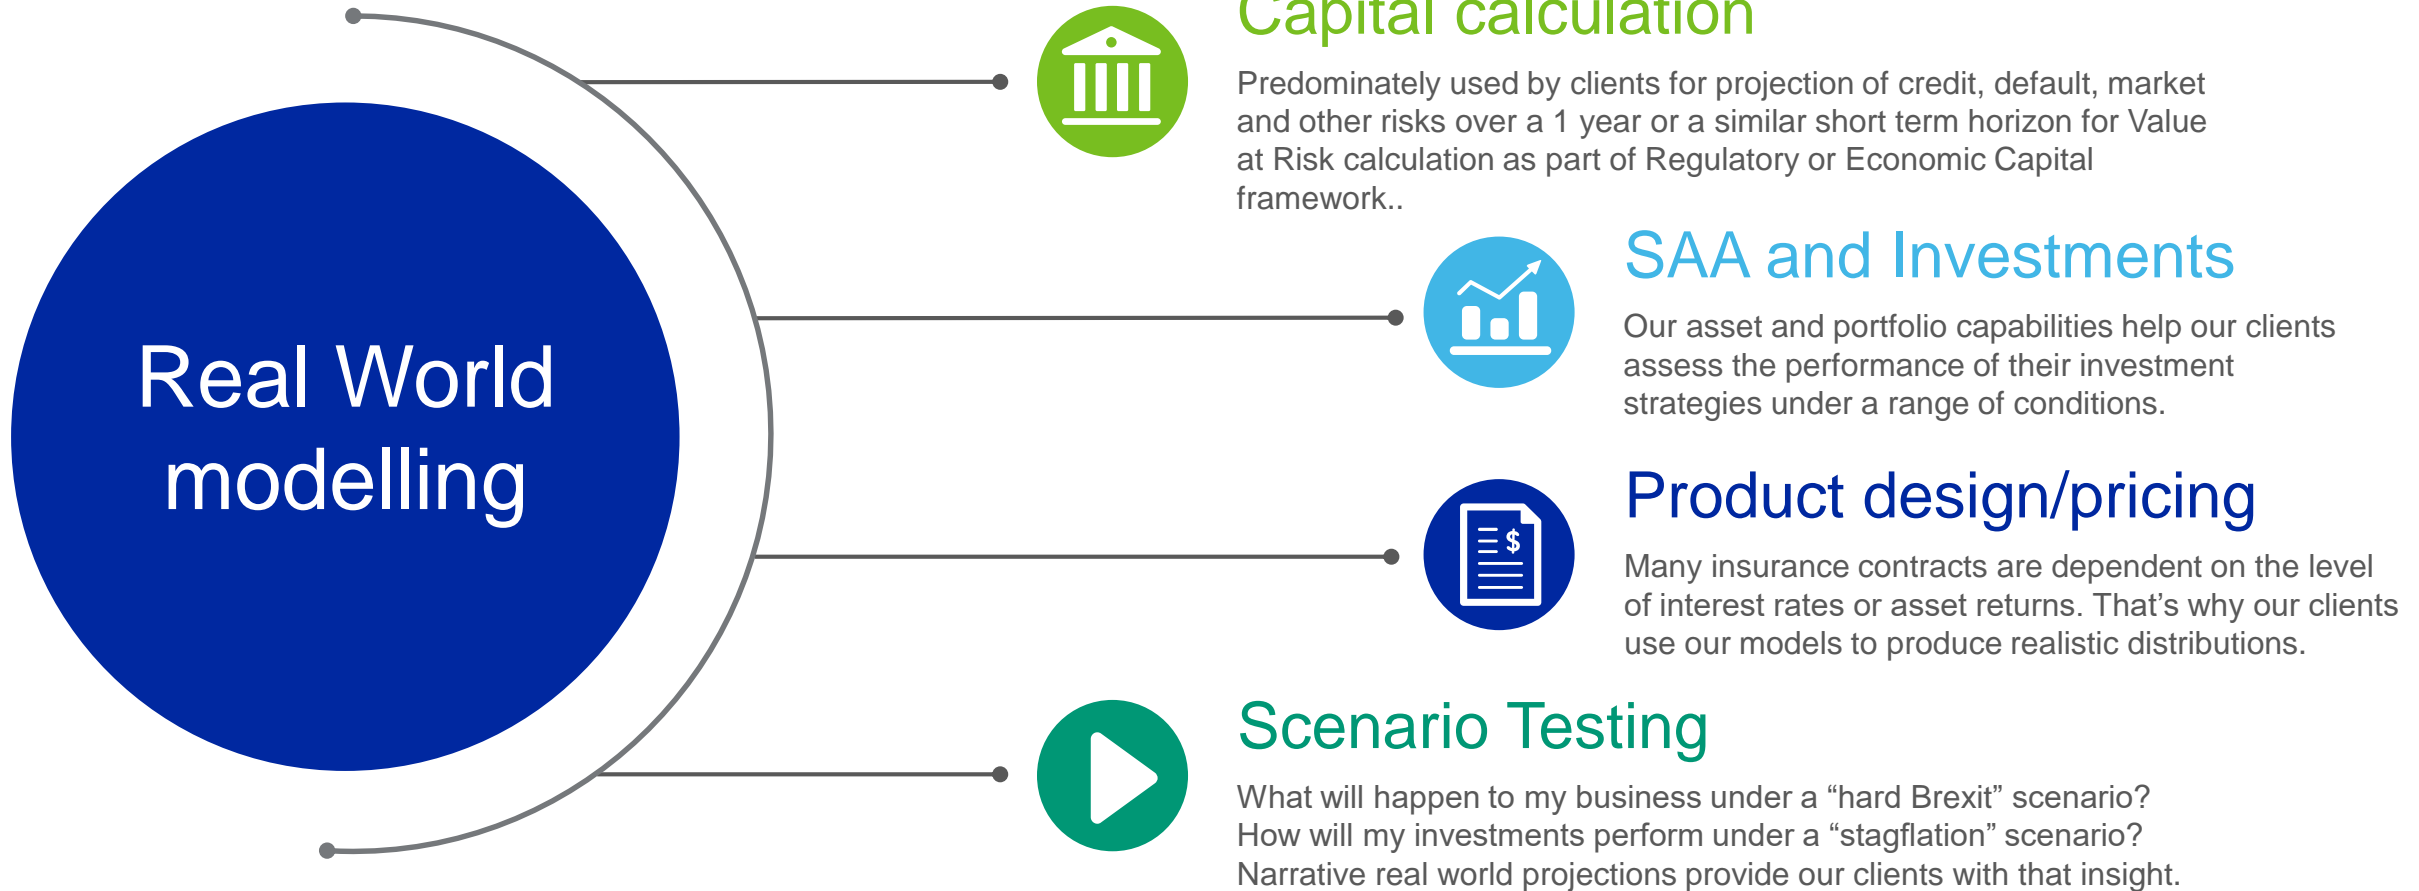 Capital calculation
Predominately used by clients for projection of credit, default, market
and other risks over a 1 year or a similar short term horizon for Value
at Risk calculation as part of Regulatory or Economic Capital
framework..
SAA and Investments
Our asset and portfolio capabilities help our clients
assess the performance of their investment
strategies under a range of conditions.
Real World
modelling
Product design/pricing
$
Many insurance contracts are dependent on the level
of interest rates or asset returns. That’s why our clients
use our models to produce realistic distributions.
Scenario Testing
What will happen to my business under a “hard Brexit” scenario?
How will my investments perform under a “stagflation” scenario?
Narrative real world projections provide our clients with that insight.